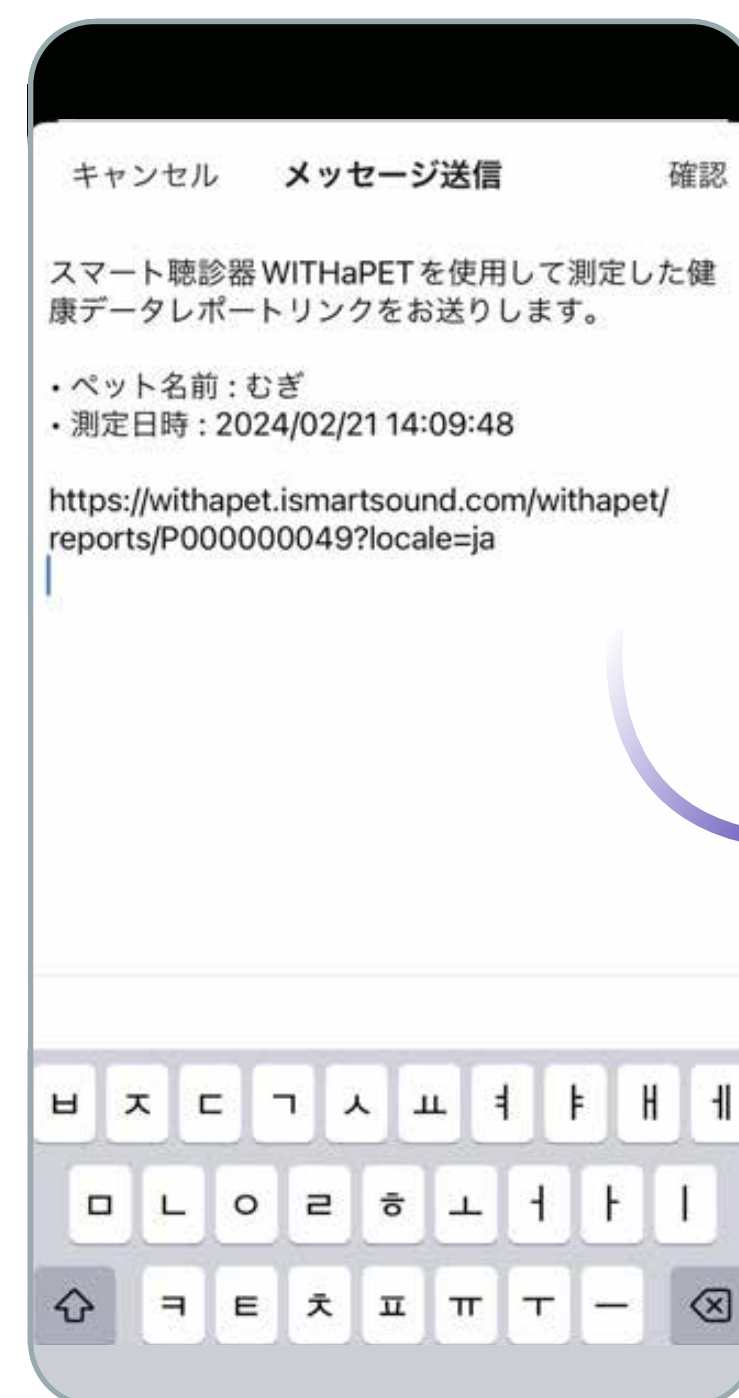 キャンセル メッセージ送信 確認
スマート聴診器 WITHaPET を使用して測定した健
康データレポートリンクをお送りします。
・ペット名前 : むぎ
・測定日時 : 2024/02/21 14:09:48
https://withapet.ismartsound.com/withapet/
reports/P000000049?locale=ja
ㅂ ㅈ ㄷ ㄱ ㅅ ㅛ ㅕ ㅑ ㅐ ㅔ
ㅁ ㄴ ㅇ ㄹ ㅎ ㅗ ㅓ ㅏ ㅣ
ㅋ ㅌ ㅊ ㅍ ㅠ ㅜ ㅡ